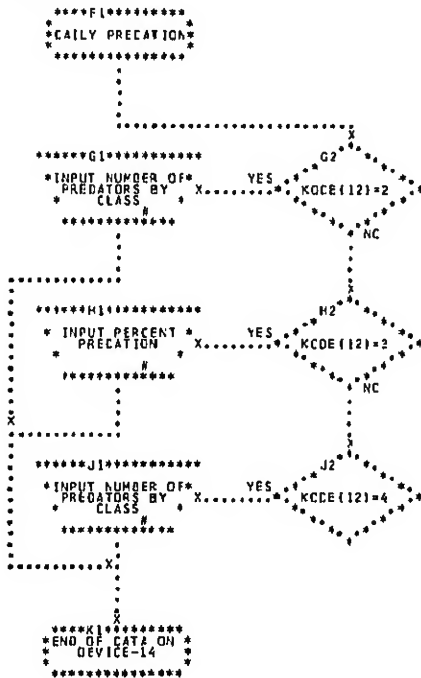 F1
CAILY PRECATION
G1
INPUT NUMBER OF
PREDATORS BY
CLASS
#
YES
G2
KODE(12)=2
NC
H1
INPUT PERCENT
PRECATION
#
YES
H2
KCDE(12)=3
NC
J1
INPUT NUMBER OF
PREDATORS BY
CLASS
#
YES
J2
KCDE(12)=4
K1
END OF CATA ON
DEVICE-14